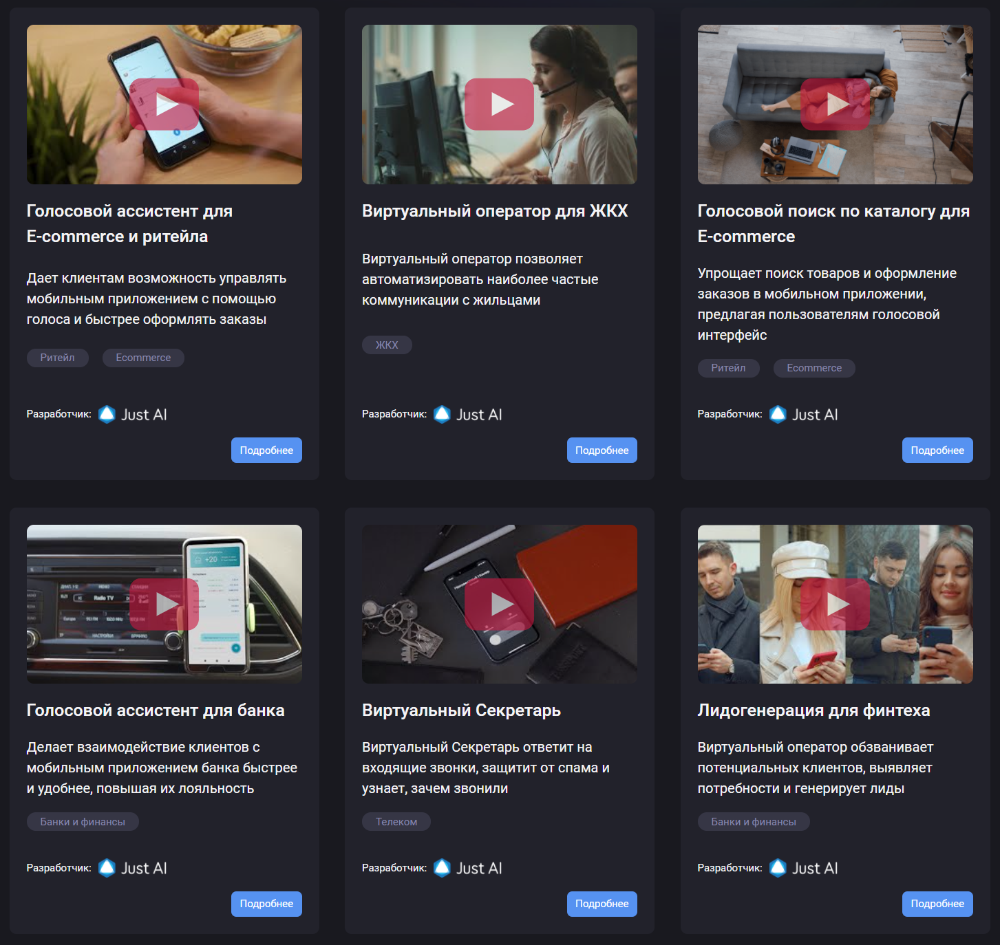 Голосовой ассистент для
E-commerce и ритейла
Дает клиентам возможность управлять
мобильным приложением с помощью
голоса и быстрее оформлять заказы
Ритейл
Ecommerce
Разработчик:
Just AI
Подробнее
Виртуальный оператор для ЖКХ
Виртуальный оператор позволяет
автоматизировать наиболее частые
коммуникации с жильцами
ЖКХ
Разработчик:
Just AI
Подробнее
Голосовой поиск по каталогу для
E-commerce
Упрощает поиск товаров и оформление
заказов в мобильном приложении,
предлагая пользователям голосовой
интерфейс
Ритейл
Ecommerce
Разработчик:
Just AI
Подробнее
+20
МЕНЮ
Radio TV
Europe
НАСТРОЙКИ
Голосовой ассистент для банка
Делает взаимодействие клиентов с
мобильным приложением банка быстрее
и удобнее, повышая их лояльность
Банки и финансы
Разработчик:
Just AI
Подробнее
Виртуальный Секретарь
Виртуальный Секретарь ответит на
входящие звонки, защитит от спама и
узнает, зачем звонили
Телеком
Разработчик:
Just AI
Подробнее
Лидогенерация для финтеха
Виртуальный оператор обзванивает
потенциальных клиентов, выявляет
потребности и генерирует лиды
Банки и финансы
Разработчик:
Just AI
Подробнее